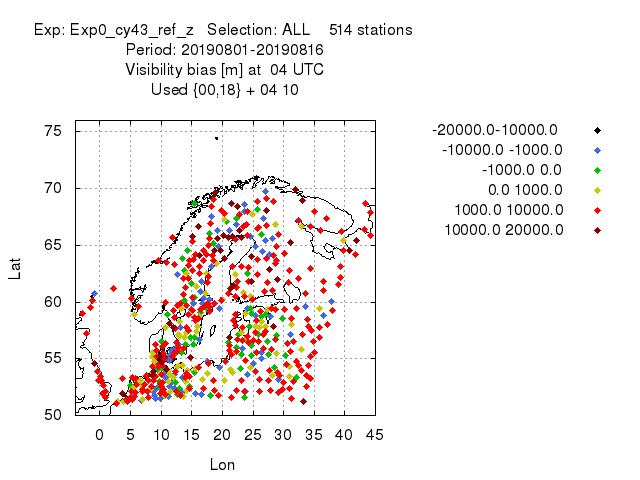 Exp: Exp0_cy43_ref_z   Selection: ALL    514 stations
Period: 20190801-20190816
Visibility bias [m] at  04 UTC
Used {00,18} + 04 10
-20000.0-10000.0
-10000.0 -1000.0
-1000.0 0.0
0.0 1000.0
1000.0 10000.0
10000.0 20000.0
75
70
65
60
55
50
Lat
0 5 10 15 20 25 30 35 40 45
Lon